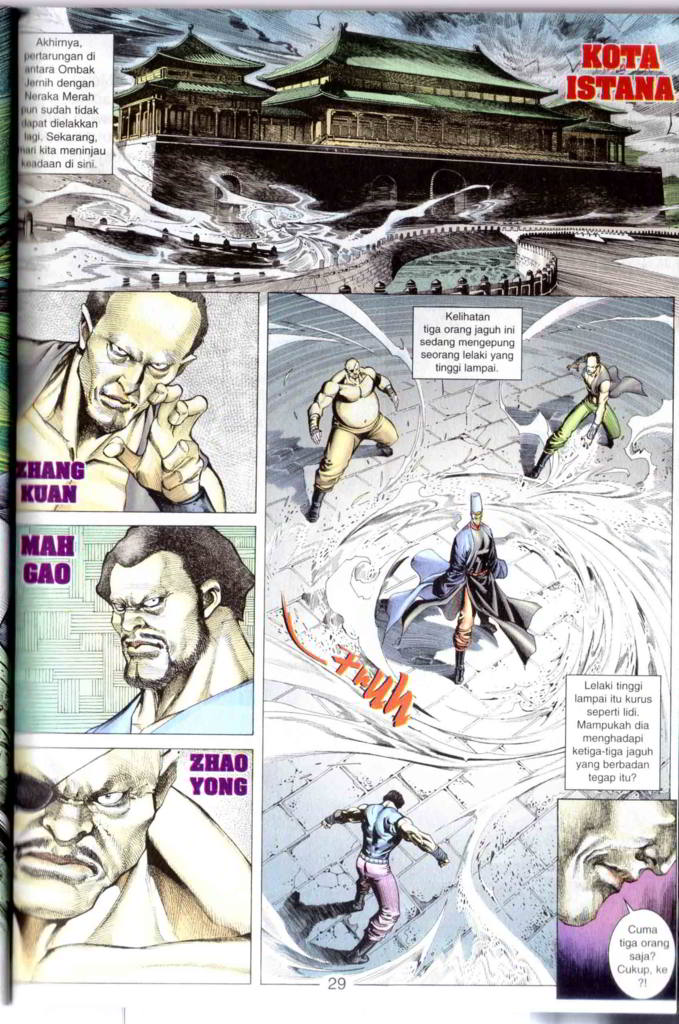 Akhirnya,
pertarungan di
antara Ombak
Jernih dengan
Neraka Merah
pun sudah tidak
dapat dielakkan
lagi. Sekarang,
mari kita meninjau
keadaan di sini.
KOTA
ISTANA
ZHANG
KUAN
Kelihatan
tiga orang jaguh ini
sedang mengepung
seorang lelaki yang
tinggi lampai.
MAH
GAO
ZHAO
YONG
Lelaki tinggi
lampai kurus
seperti lidi.
Mampukah dia
menghadapi
ketiga-tiga jaguh
yang berbadan
tegap itu?
Cuma
tiga orang
saja?
Cukup, ke
?!
29